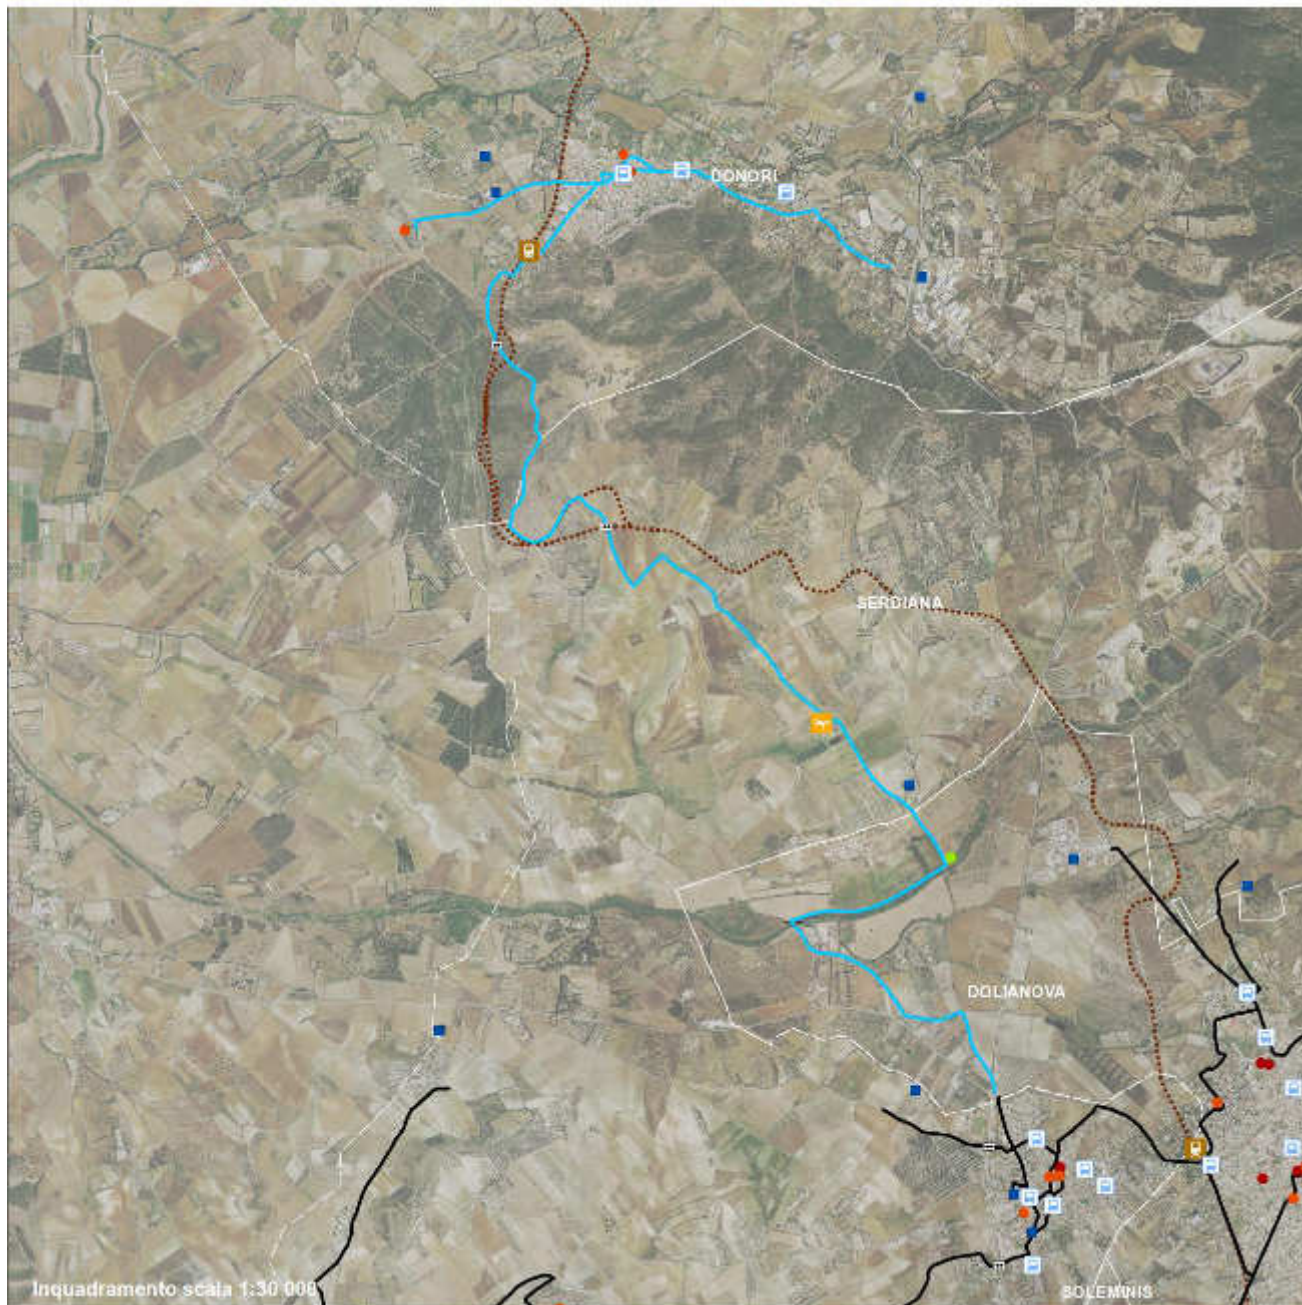 DONORI
SERDIANA
DOLIANOVA
Inquadramento scala 1:30 000
SOLEMINIS